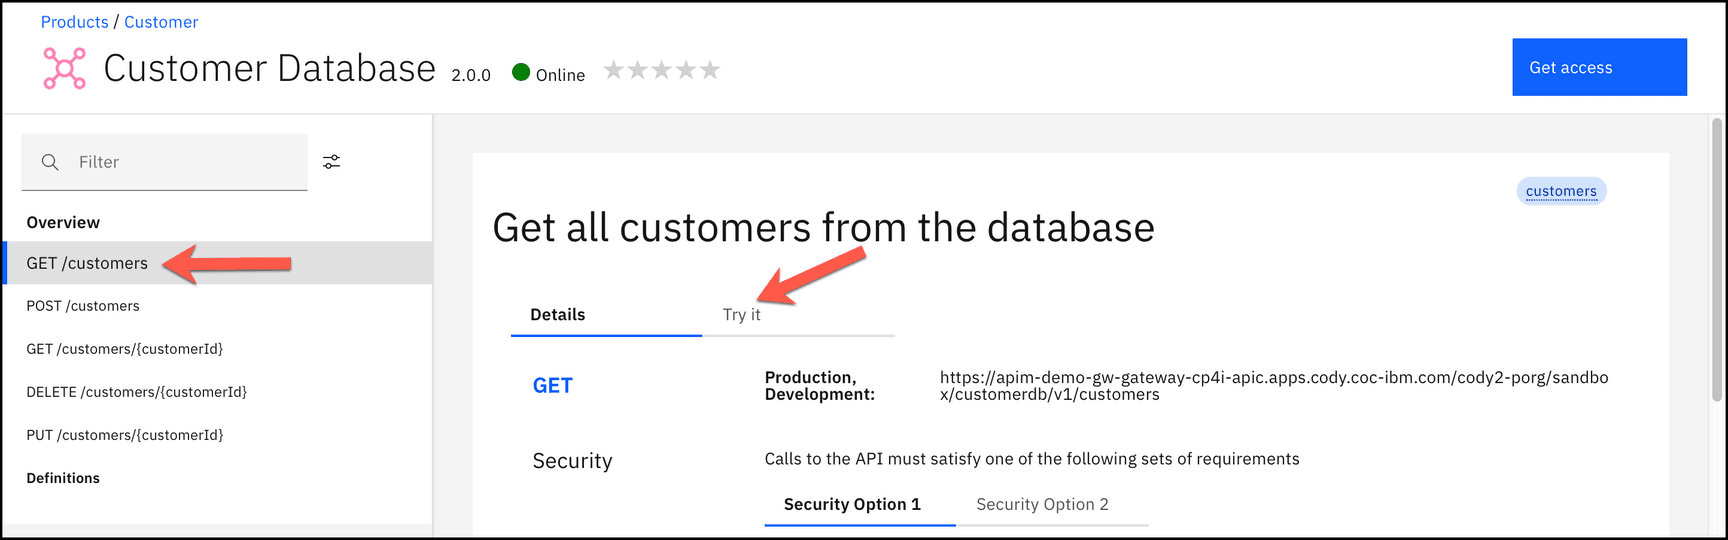 Products / Customer
Customer Database 2.0.0 Online
Get access
Filter
Overview
GET /customers
POST /customers
GET /customers/{customerId}
DELETE /customers/{customerId}
PUT /customers/{customerId}
Definitions
customers
Get all customers from the database
Details Try it
GET
Production,
Development:
https://apim-demo-gw-gateway-cp4i-apic.apps.cody.coc-ibm.com/cody2-porg/sandbo
x/customerdb/v1/customers
Security
Calls to the API must satisfy one of the following sets of requirements
Security Option 1 Security Option 2